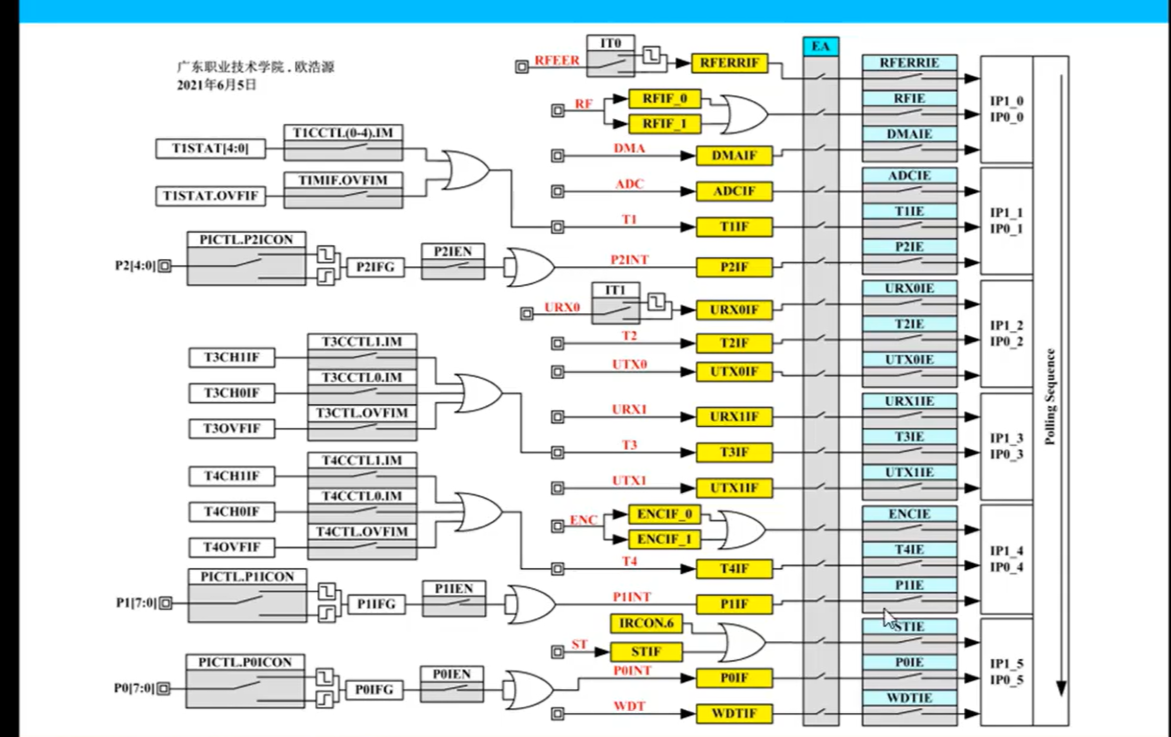 广东职业技术学院 . 欧浩源
2021年6月5日
IT0
RFEER
RFERRIF
EA
RFERRIE
RF
RFIF_0
RFIF_1
RFIE
IP1_0
IP0_0
T1STAT[4:0]
T1CCTL(0-4).IM
DMA
DMAIF
DMAIE
T1STAT.OVFIF
TIMIF.OVFIM
ADC
ADCIF
ADCIE
T1
T1IF
T1IE
IP1_1
IP0_1
P2[4:0]
PICTL.P2ICON
P2IFG
P2IEN
P2INT
P2IF
P2IE
IT1
URX0
URX0IF
URX0IE
T2
T2IF
T2IE
IP1_2
IP0_2
UTX0
UTX0IF
UTX0IE
T3CH1IF
T3CCTL1.IM
T3CH0IF
T3CCTL0.IM
T3OVFIF
T3CTL.OVFIM
URX1
URX1IF
URX1IE
T3
T3IF
T3IE
IP1_3
IP0_3
UTX1
UTX1IF
UTX1IE
Polling Sequence
T4CH1IF
T4CCTL1.IM
T4CH0IF
T4CCTL0.IM
T4OVFIF
T4CTL.OVFIM
ENC
ENCIF_0
ENCIF_1
ENCIE
T4
T4IF
T4IE
IP1_4
IP0_4
P1[7:0]
PICTL.P1ICON
P1IFG
P1IEN
P1INT
P1IF
P1IE
IRCON.6
ST
STIF
STIE
P0[7:0]
PICTL.P0ICON
P0IFG
P0IEN
P0INT
P0IF
P0IE
IP1_5
IP0_5
WDT
WDTIF
WDTIE